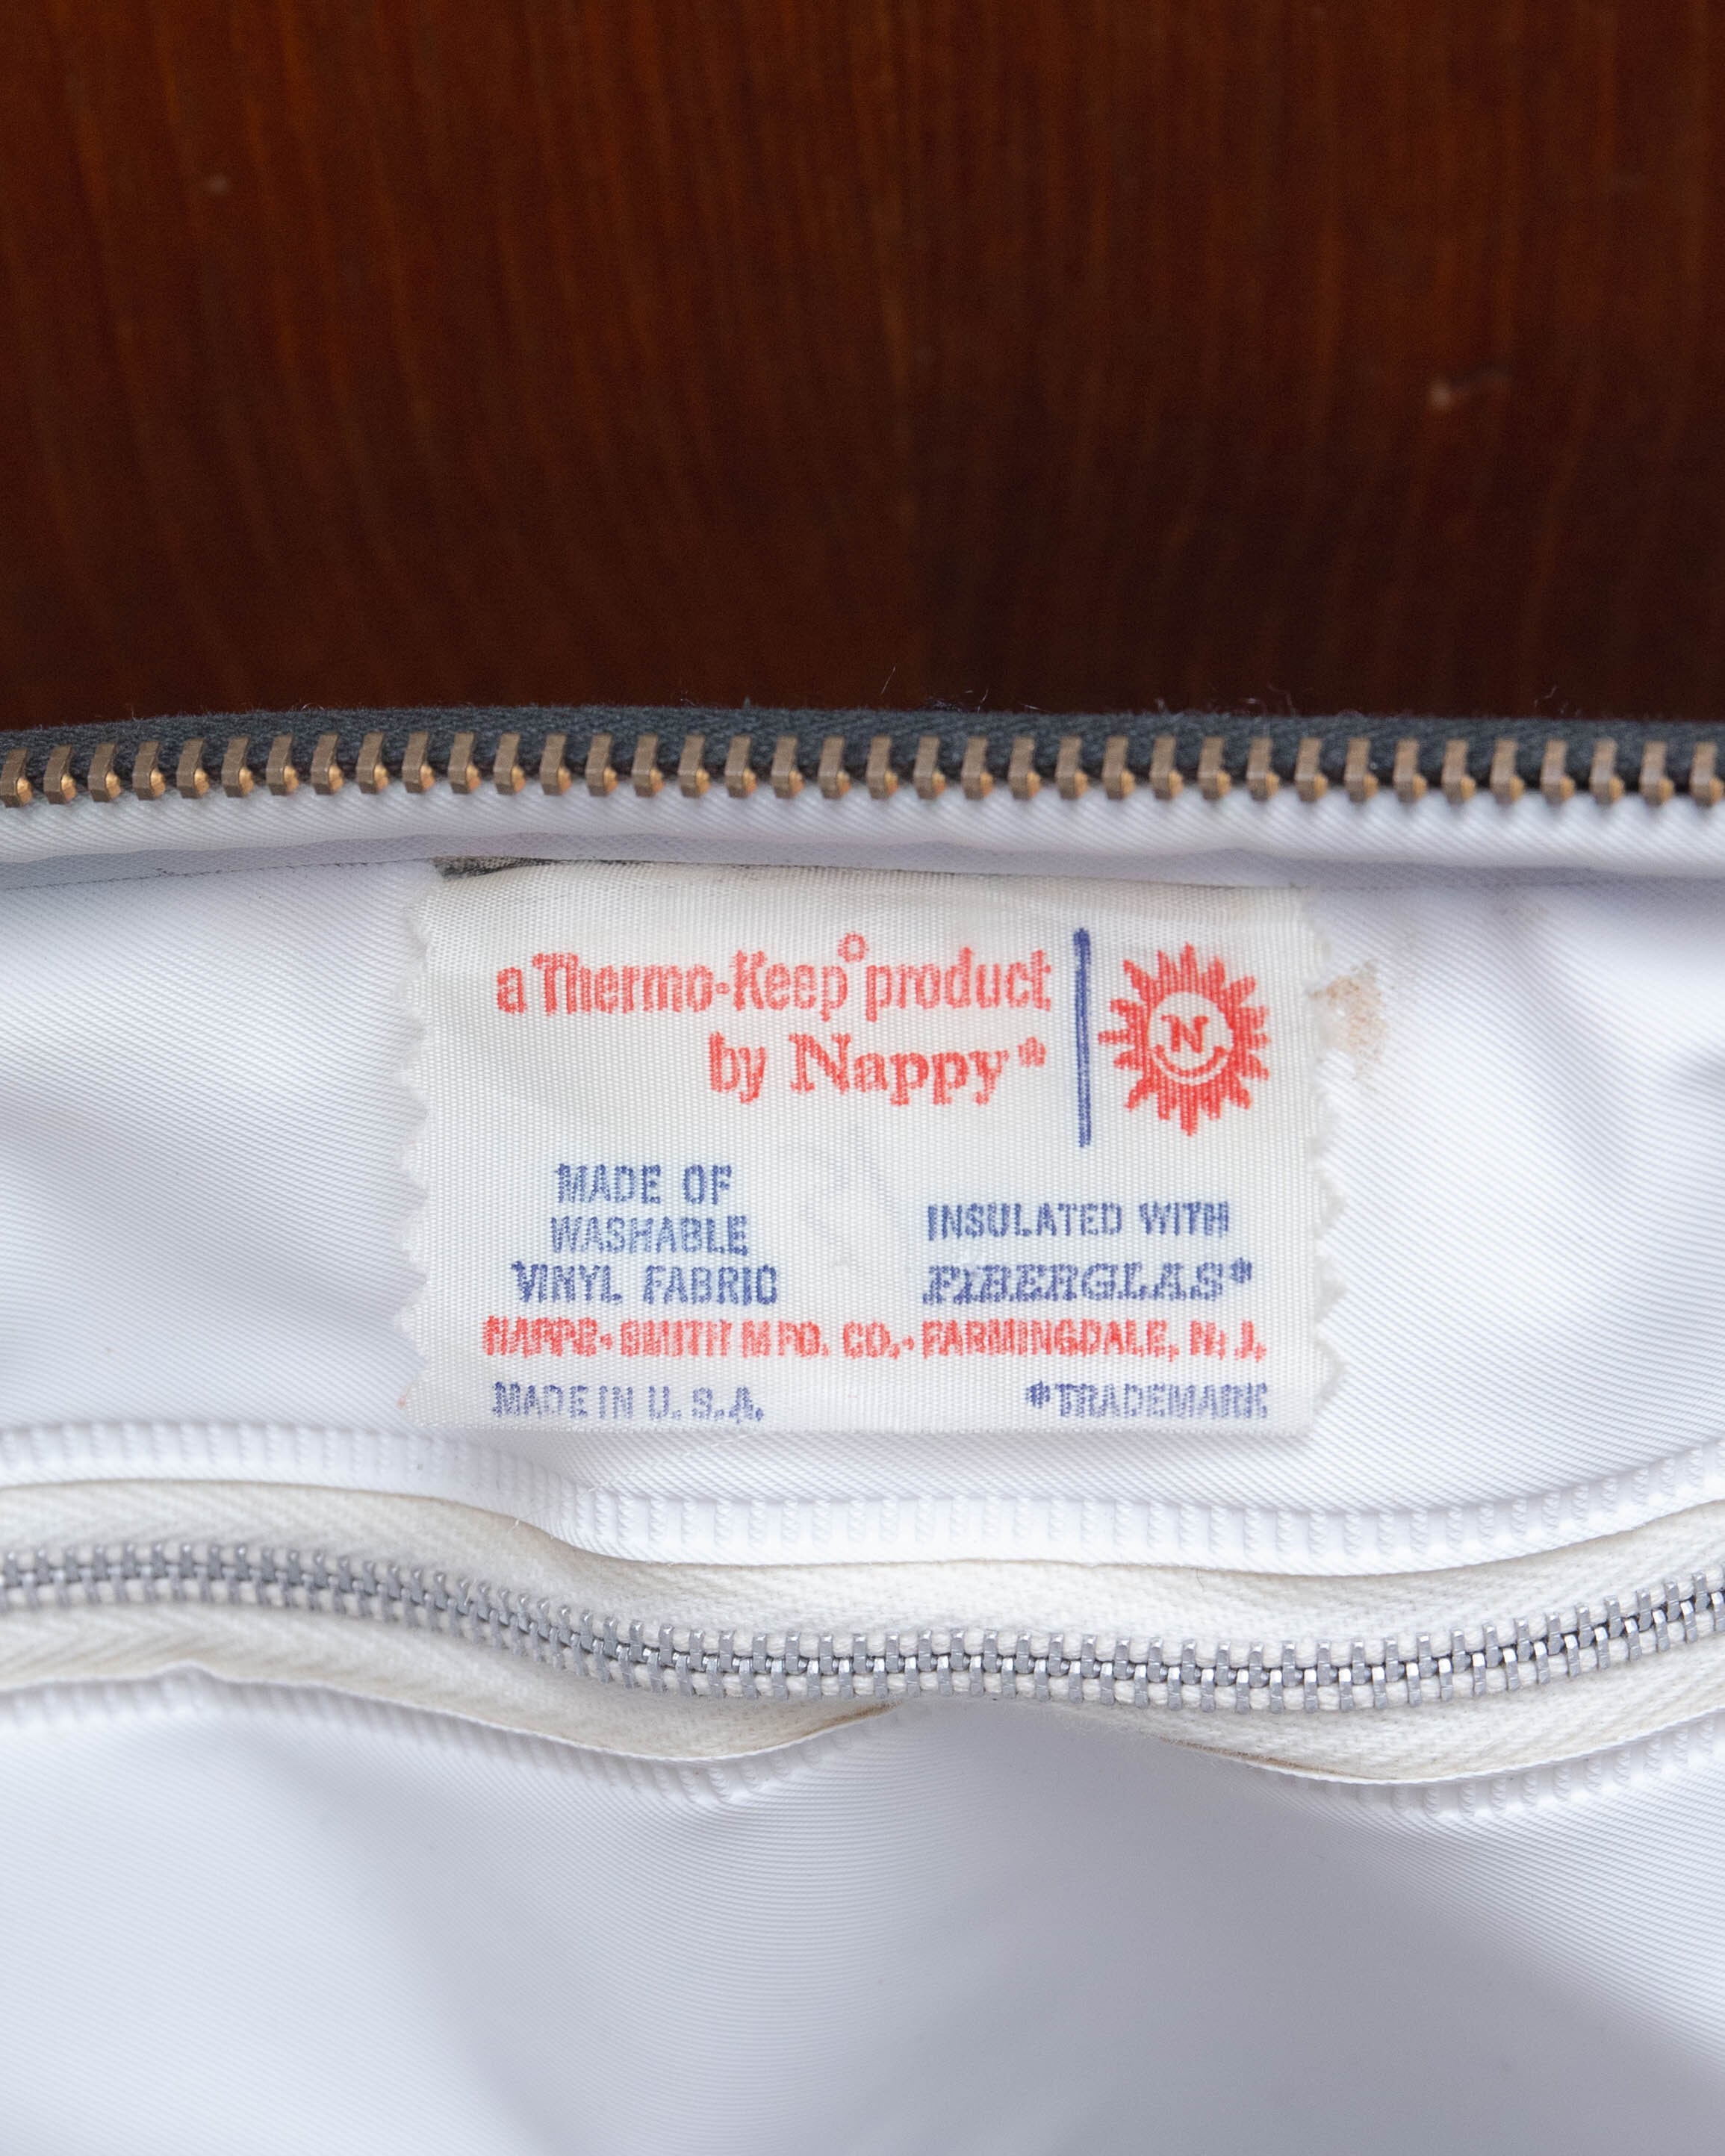 a Thermo-Keep° product
by Nappy*
N
MADE OF
WASHABLE
VINYL FABRIC
INSULATED WITH
FIBERGLAS*
NAPPE-SMITH MFG. CO.-FARMINGDALE, N. J.
MADE IN U. S. A.
*TRADEMARK